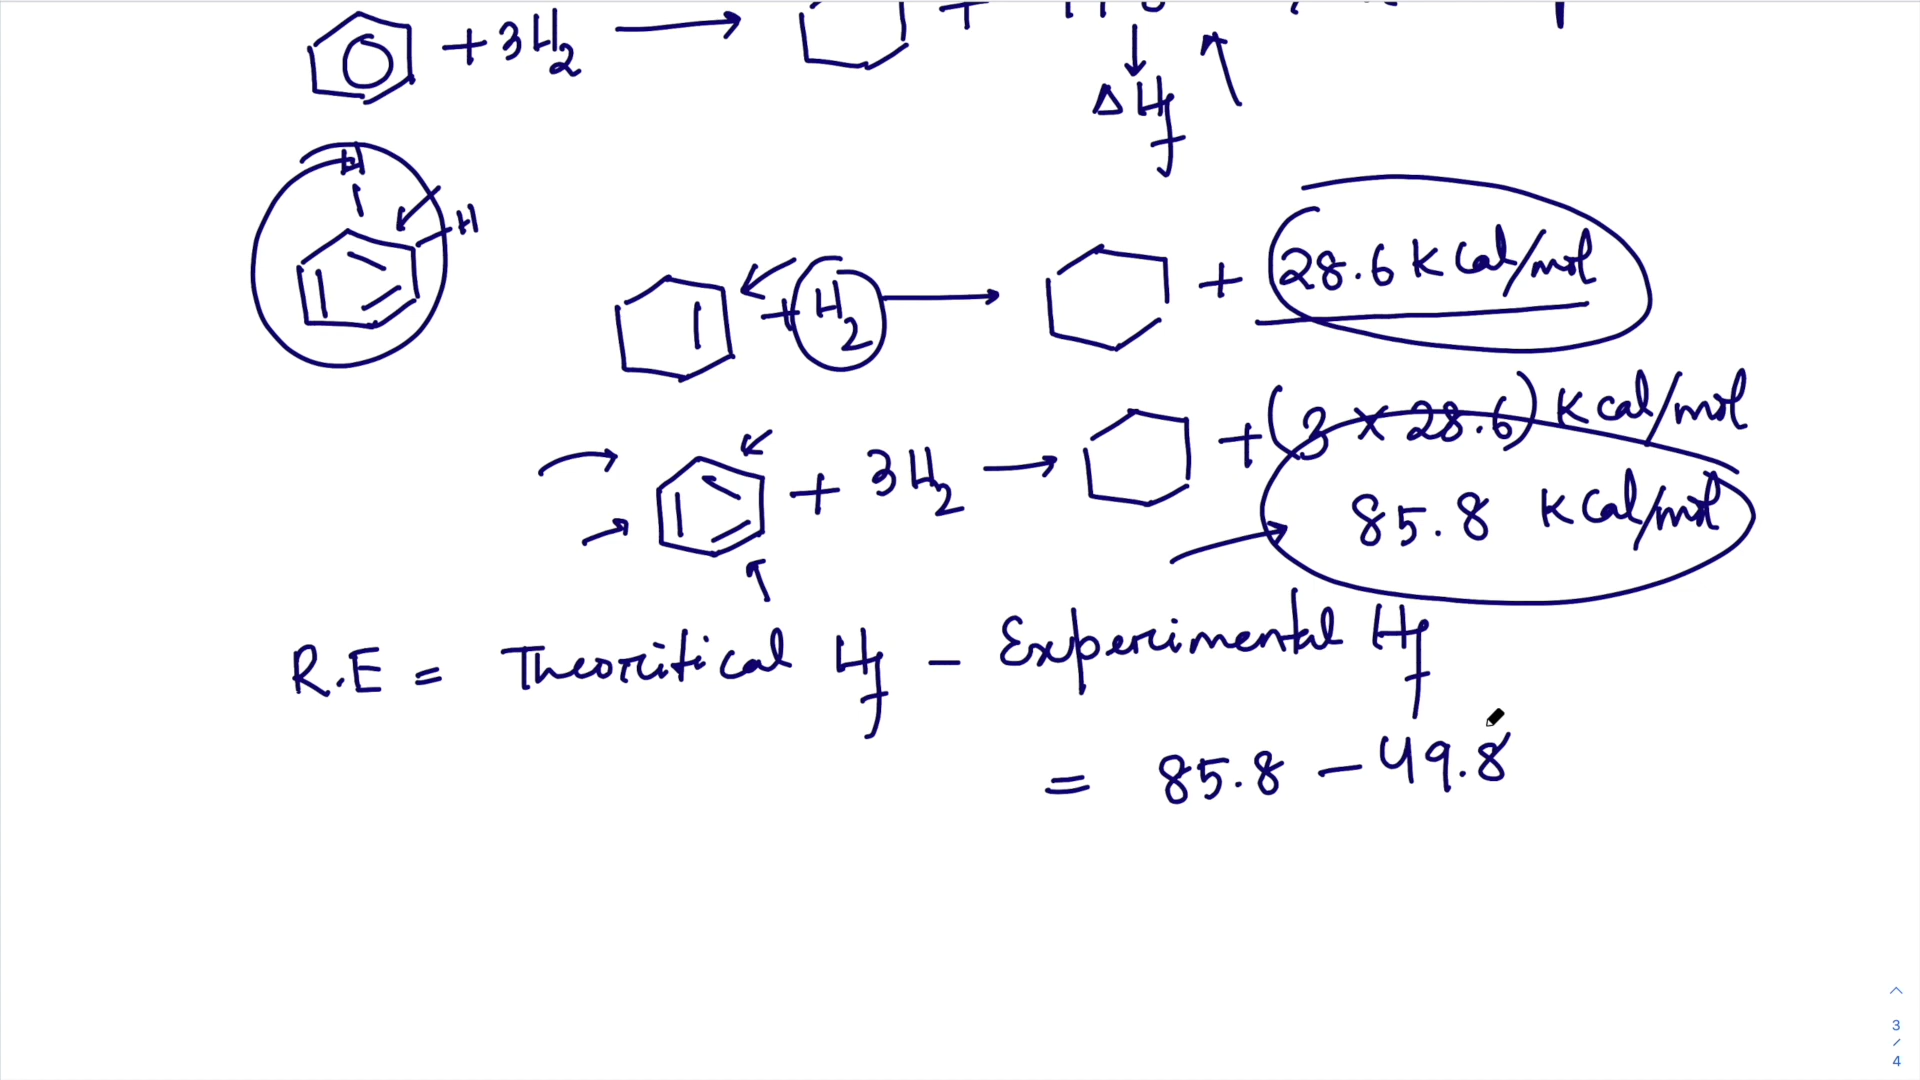 + 3H₂ ⟶ +
ΔHf
H
H
+ H₂ ⟶ + 28.6 K Cal/mol
+ 3H₂ ⟶ + (3 × 28.6) K cal/mol
85.8 K Cal/mol
R.E = Theoritical Hf – Experimental Hf
= 85.8 – 49.8
3
/
4